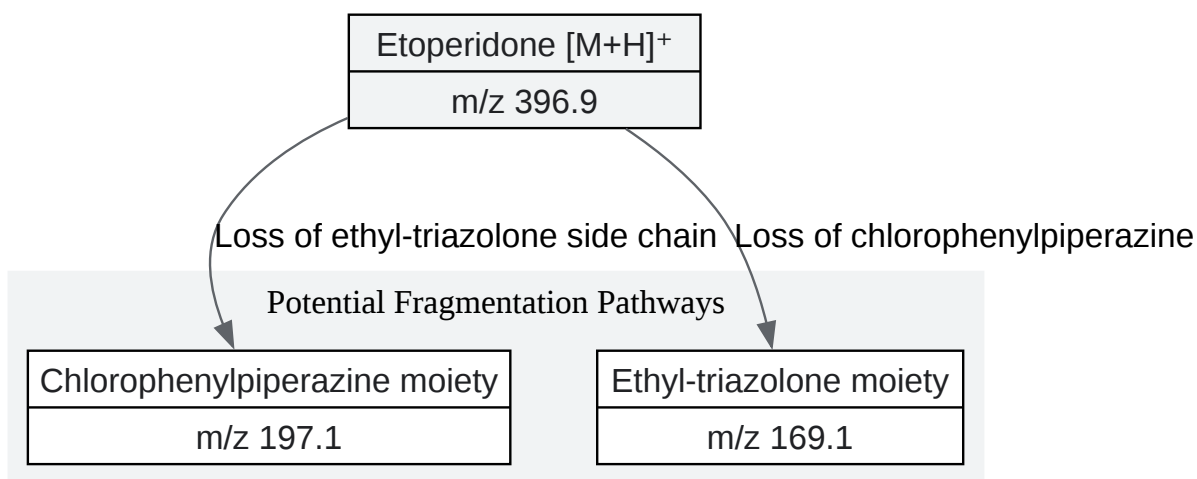 Etoperidone [M+H]⁺
m/z 396.9
Loss of ethyl-triazolone side chain
Loss of chlorophenylpiperazine
Potential Fragmentation Pathways
Chlorophenylpiperazine moiety
m/z 197.1
Ethyl-triazolone moiety
m/z 169.1